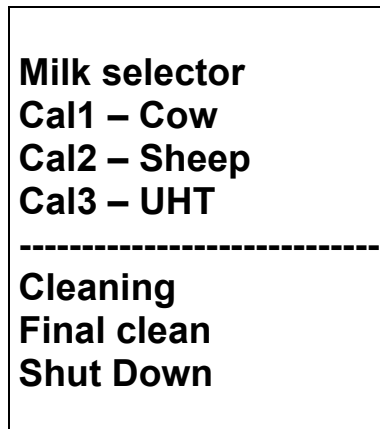 Milk selector
Cal1 – Cow
Cal2 – Sheep
Cal3 – UHT
-----------------------------
Cleaning
Final clean
Shut Down